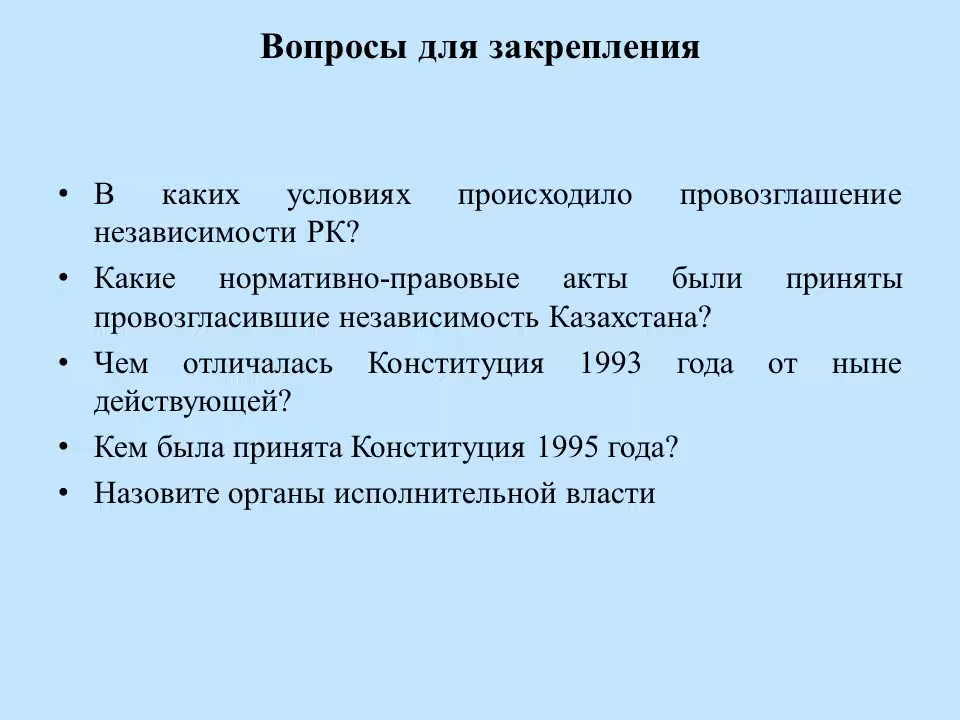 Вопросы для закрепления
• В каких условиях происходило провозглашение
независимости РК?
• Какие нормативно-правовые акты были приняты
провозгласившие независимость Казахстана?
• Чем отличалась Конституция 1993 года от ныне
действующей?
• Кем была принята Конституция 1995 года?
• Назовите органы исполнительной власти